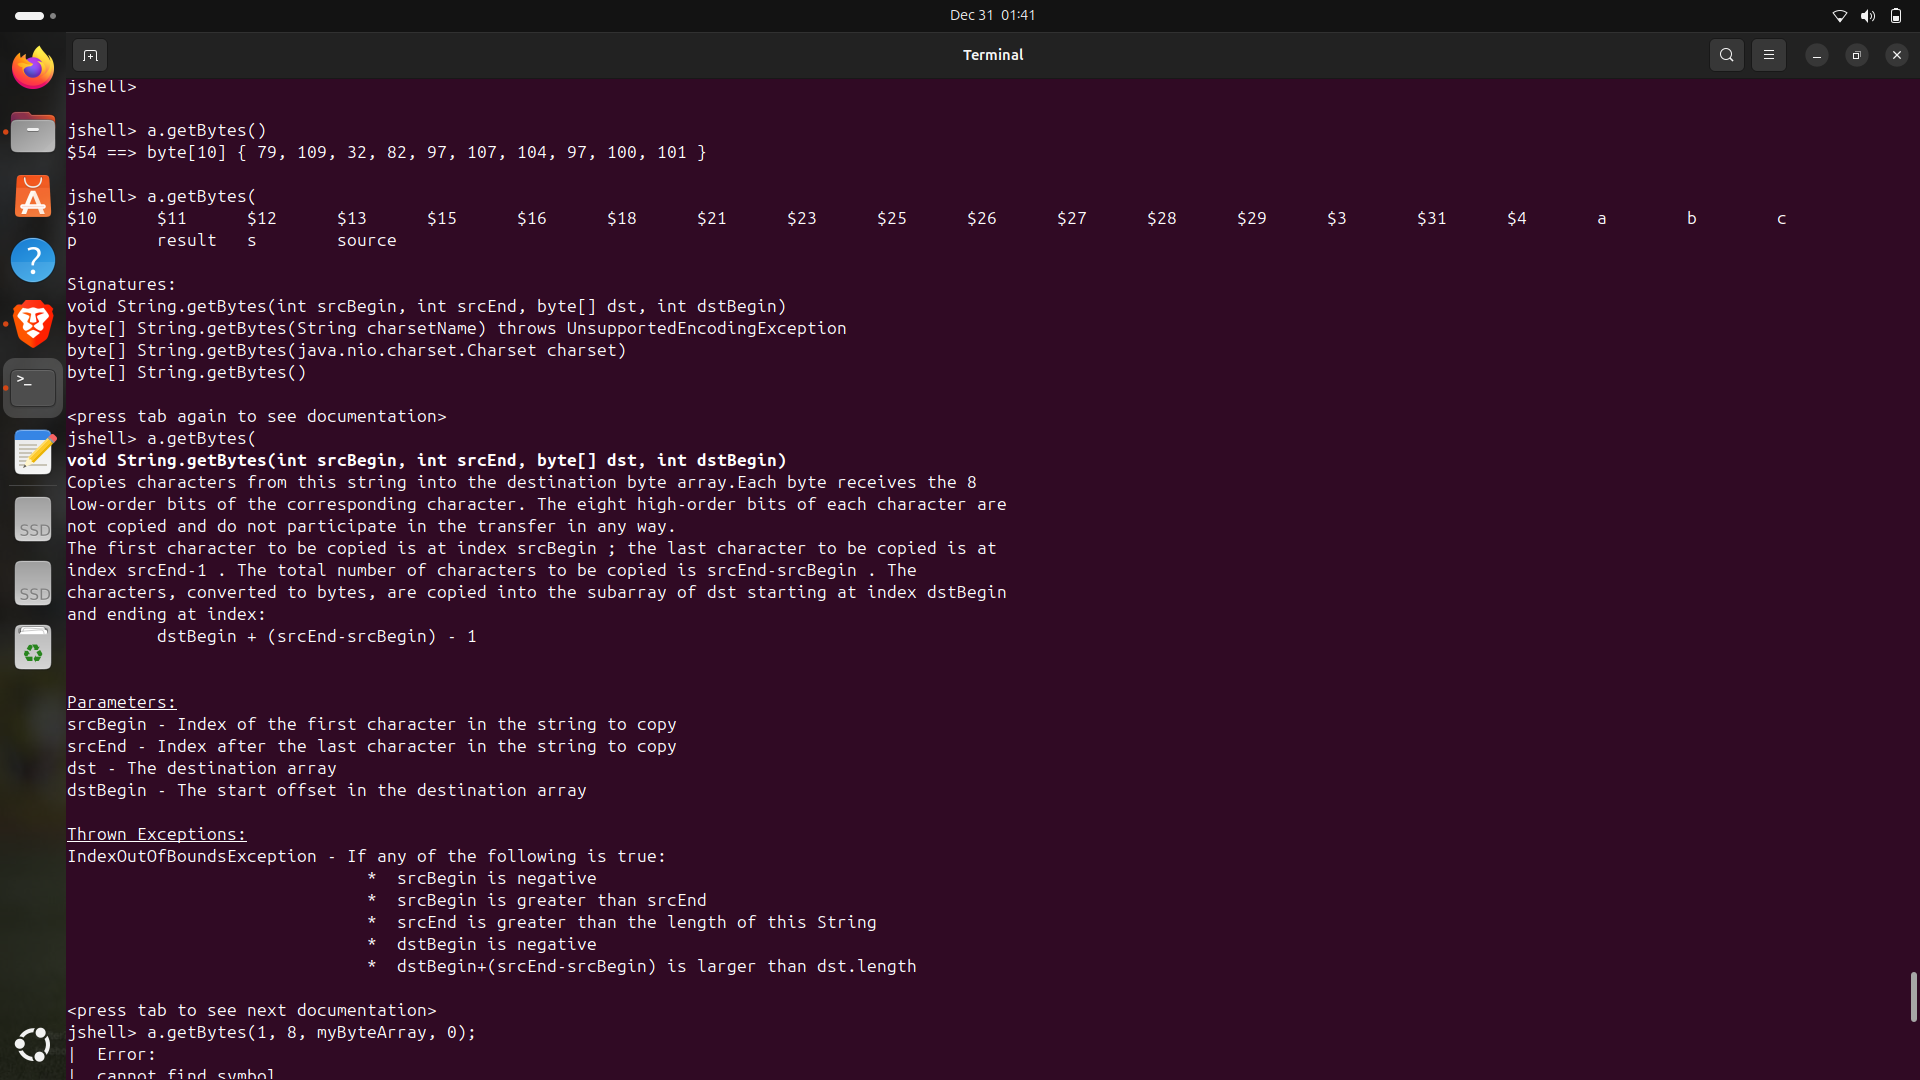 Dec 31 01:41
Terminal
jshell>
jshell> a.getBytes()
$54 ==> byte[10] { 79, 109, 32, 82, 97, 107, 104, 97, 100, 101 }
jshell> a.getBytes(
$10 $11 $12 $13 $15 $16 $18 $21 $23 $25 $26 $27 $28 $29 $3 $31 $4 a b c
p result s source
Signatures:
void String.getBytes(int srcBegin, int srcEnd, byte[] dst, int dstBegin)
byte[] String.getBytes(String charsetName) throws UnsupportedEncodingException
byte[] String.getBytes(java.nio.charset.Charset charset)
byte[] String.getBytes()
<press tab again to see documentation>
jshell> a.getBytes(
void String.getBytes(int srcBegin, int srcEnd, byte[] dst, int dstBegin)
Copies characters from this string into the destination byte array.Each byte receives the 8
low-order bits of the corresponding character. The eight high-order bits of each character are
not copied and do not participate in the transfer in any way.
The first character to be copied is at index srcBegin ; the last character to be copied is at
index srcEnd-1 . The total number of characters to be copied is srcEnd-srcBegin . The
characters, converted to bytes, are copied into the subarray of dst starting at index dstBegin
and ending at index:
dstBegin + (srcEnd-srcBegin) - 1
Parameters:
srcBegin - Index of the first character in the string to copy
srcEnd - Index after the last character in the string to copy
dst - The destination array
dstBegin - The start offset in the destination array
Thrown Exceptions:
IndexOutOfBoundsException - If any of the following is true:
* srcBegin is negative
* srcBegin is greater than srcEnd
* srcEnd is greater than the length of this String
* dstBegin is negative
* dstBegin+(srcEnd-srcBegin) is larger than dst.length
<press tab to see next documentation>
jshell> a.getBytes(1, 8, myByteArray, 0);
| Error:
| cannot find symbol
>_
SSD
SSD